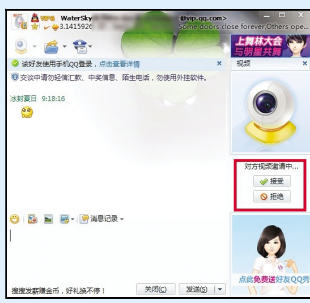 WaterSky
@vip.qq.com>
3.1415926
Some doors close forever,Others ope...
上舞林大会
与明星共舞
该好友使用手机QQ登录，点击查看详情
视频
交谈中请勿轻信汇款、中奖信息、陌生电话，勿使用外挂软件。
冰封夏日 9:18:16
对方视频邀请中...
接受
拒绝
消息记录
点此免费送好友QQ秀
搜搜发薪赚金币，好礼换不停！
关闭(C)
发送(S)